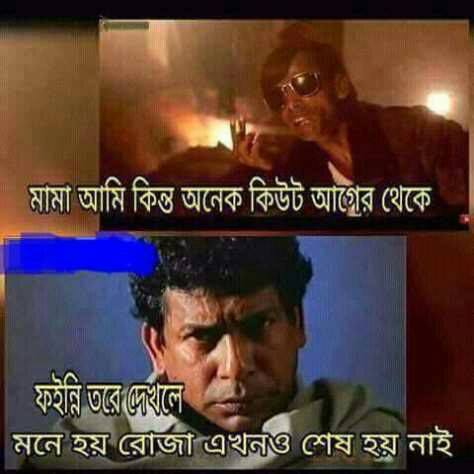 মামা আমি কিন্ত অনেক কিউট আগের থেকে
ফইন্নি তরে দেখলে
মনে হয় রোজা এখনও শেষ হয় নাই